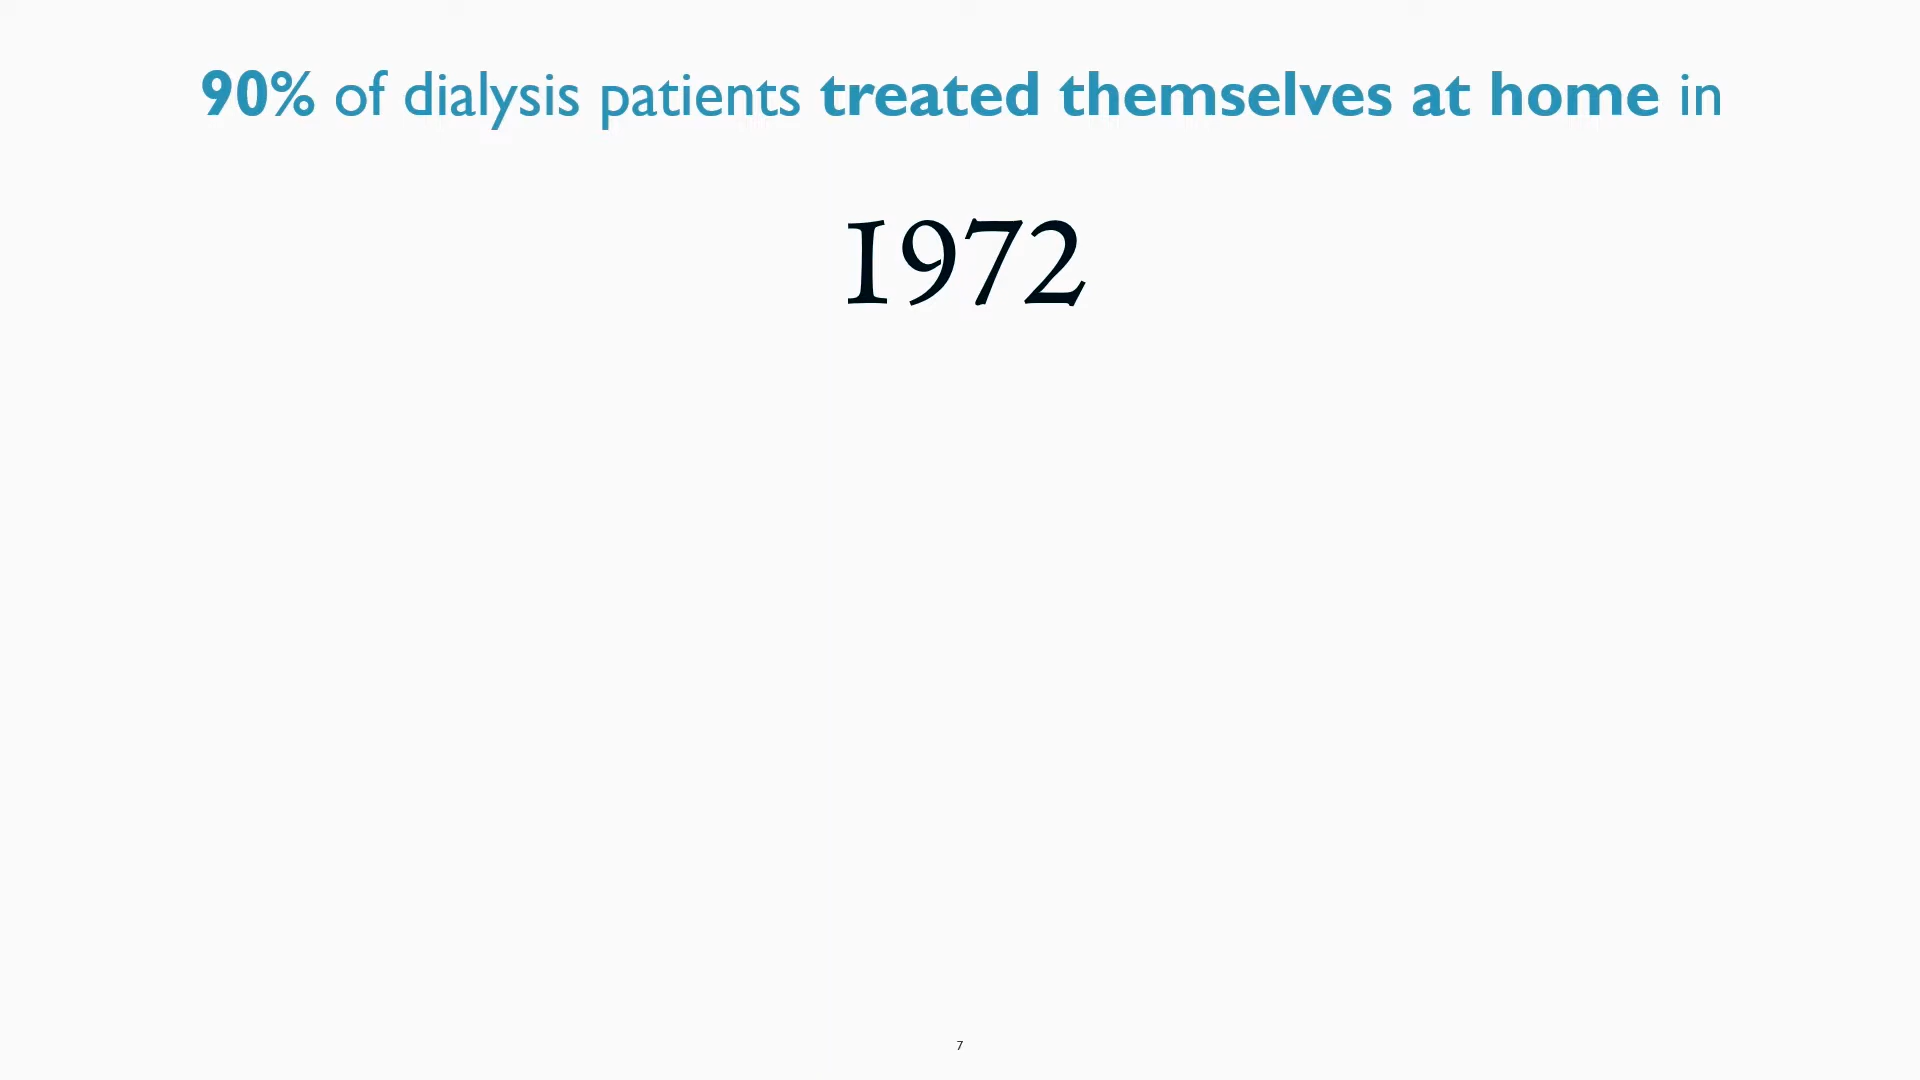 90% of dialysis patients treated themselves at home in
1972
7